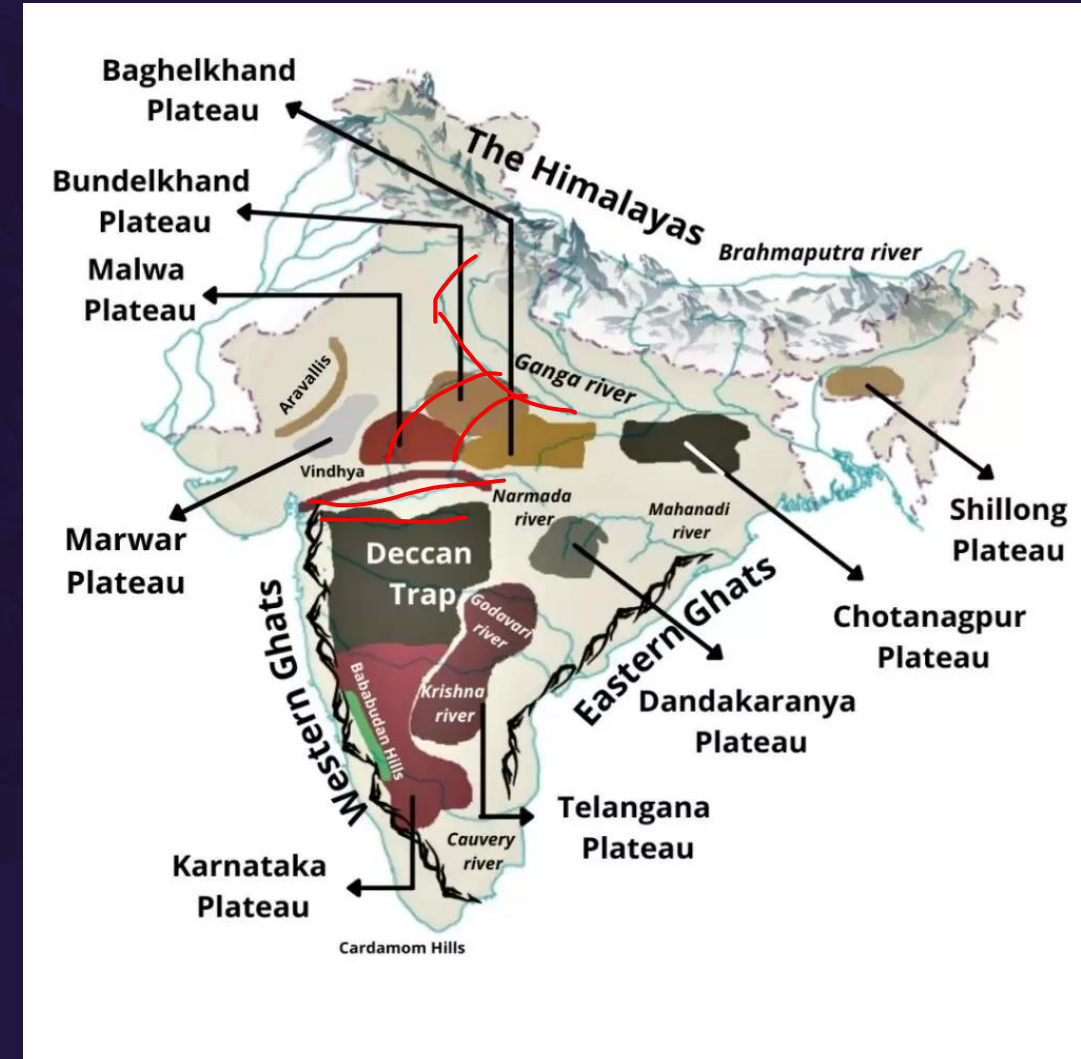 Baghelkhand
Plateau
The Himalayas
Bundelkhand
Plateau
Brahmaputra river
Malwa
Plateau
Aravallis
Ganga river
Vindhya
Narmada
river
Mahanadi
river
Shillong
Plateau
Marwar
Plateau
Deccan
Trap
Western Ghats
Godavari
river
Eastern Ghats
Chotanagpur
Plateau
Bababudan Hills
Krishna
river
Dandakaranya
Plateau
Telangana
Plateau
Cauvery
river
Karnataka
Plateau
Cardamom Hills